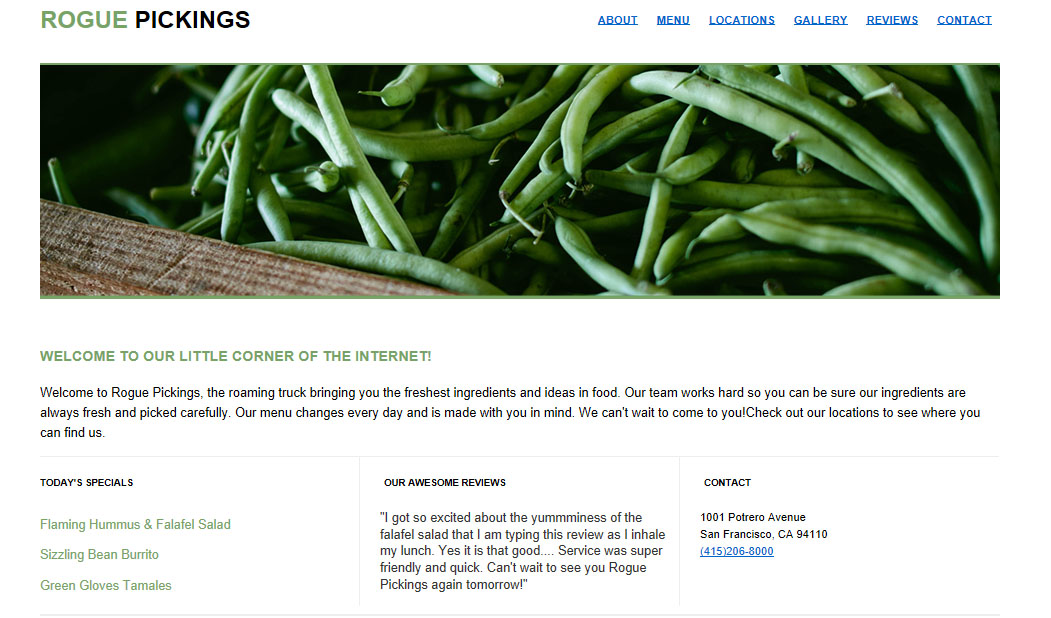 ROGUE PICKINGS
ABOUT MENU LOCATIONS GALLERY REVIEWS CONTACT
WELCOME TO OUR LITTLE CORNER OF THE INTERNET!
Welcome to Rogue Pickings, the roaming truck bringing you the freshest ingredients and ideas in food. Our team works hard so you can be sure our ingredients are
always fresh and picked carefully. Our menu changes every day and is made with you in mind. We can't wait to come to you!Check out our locations to see where you
can find us.
TODAY'S SPECIALS
Flaming Hummus & Falafel Salad
Sizzling Bean Burrito
Green Gloves Tamales
OUR AWESOME REVIEWS
"I got so excited about the yummminess of the
falafel salad that I am typing this review as I inhale
my lunch. Yes it is that good.... Service was super
friendly and quick. Can't wait to see you Rogue
Pickings again tomorrow!"
CONTACT
1001 Potrero Avenue
San Francisco, CA 94110
(415)206-8000